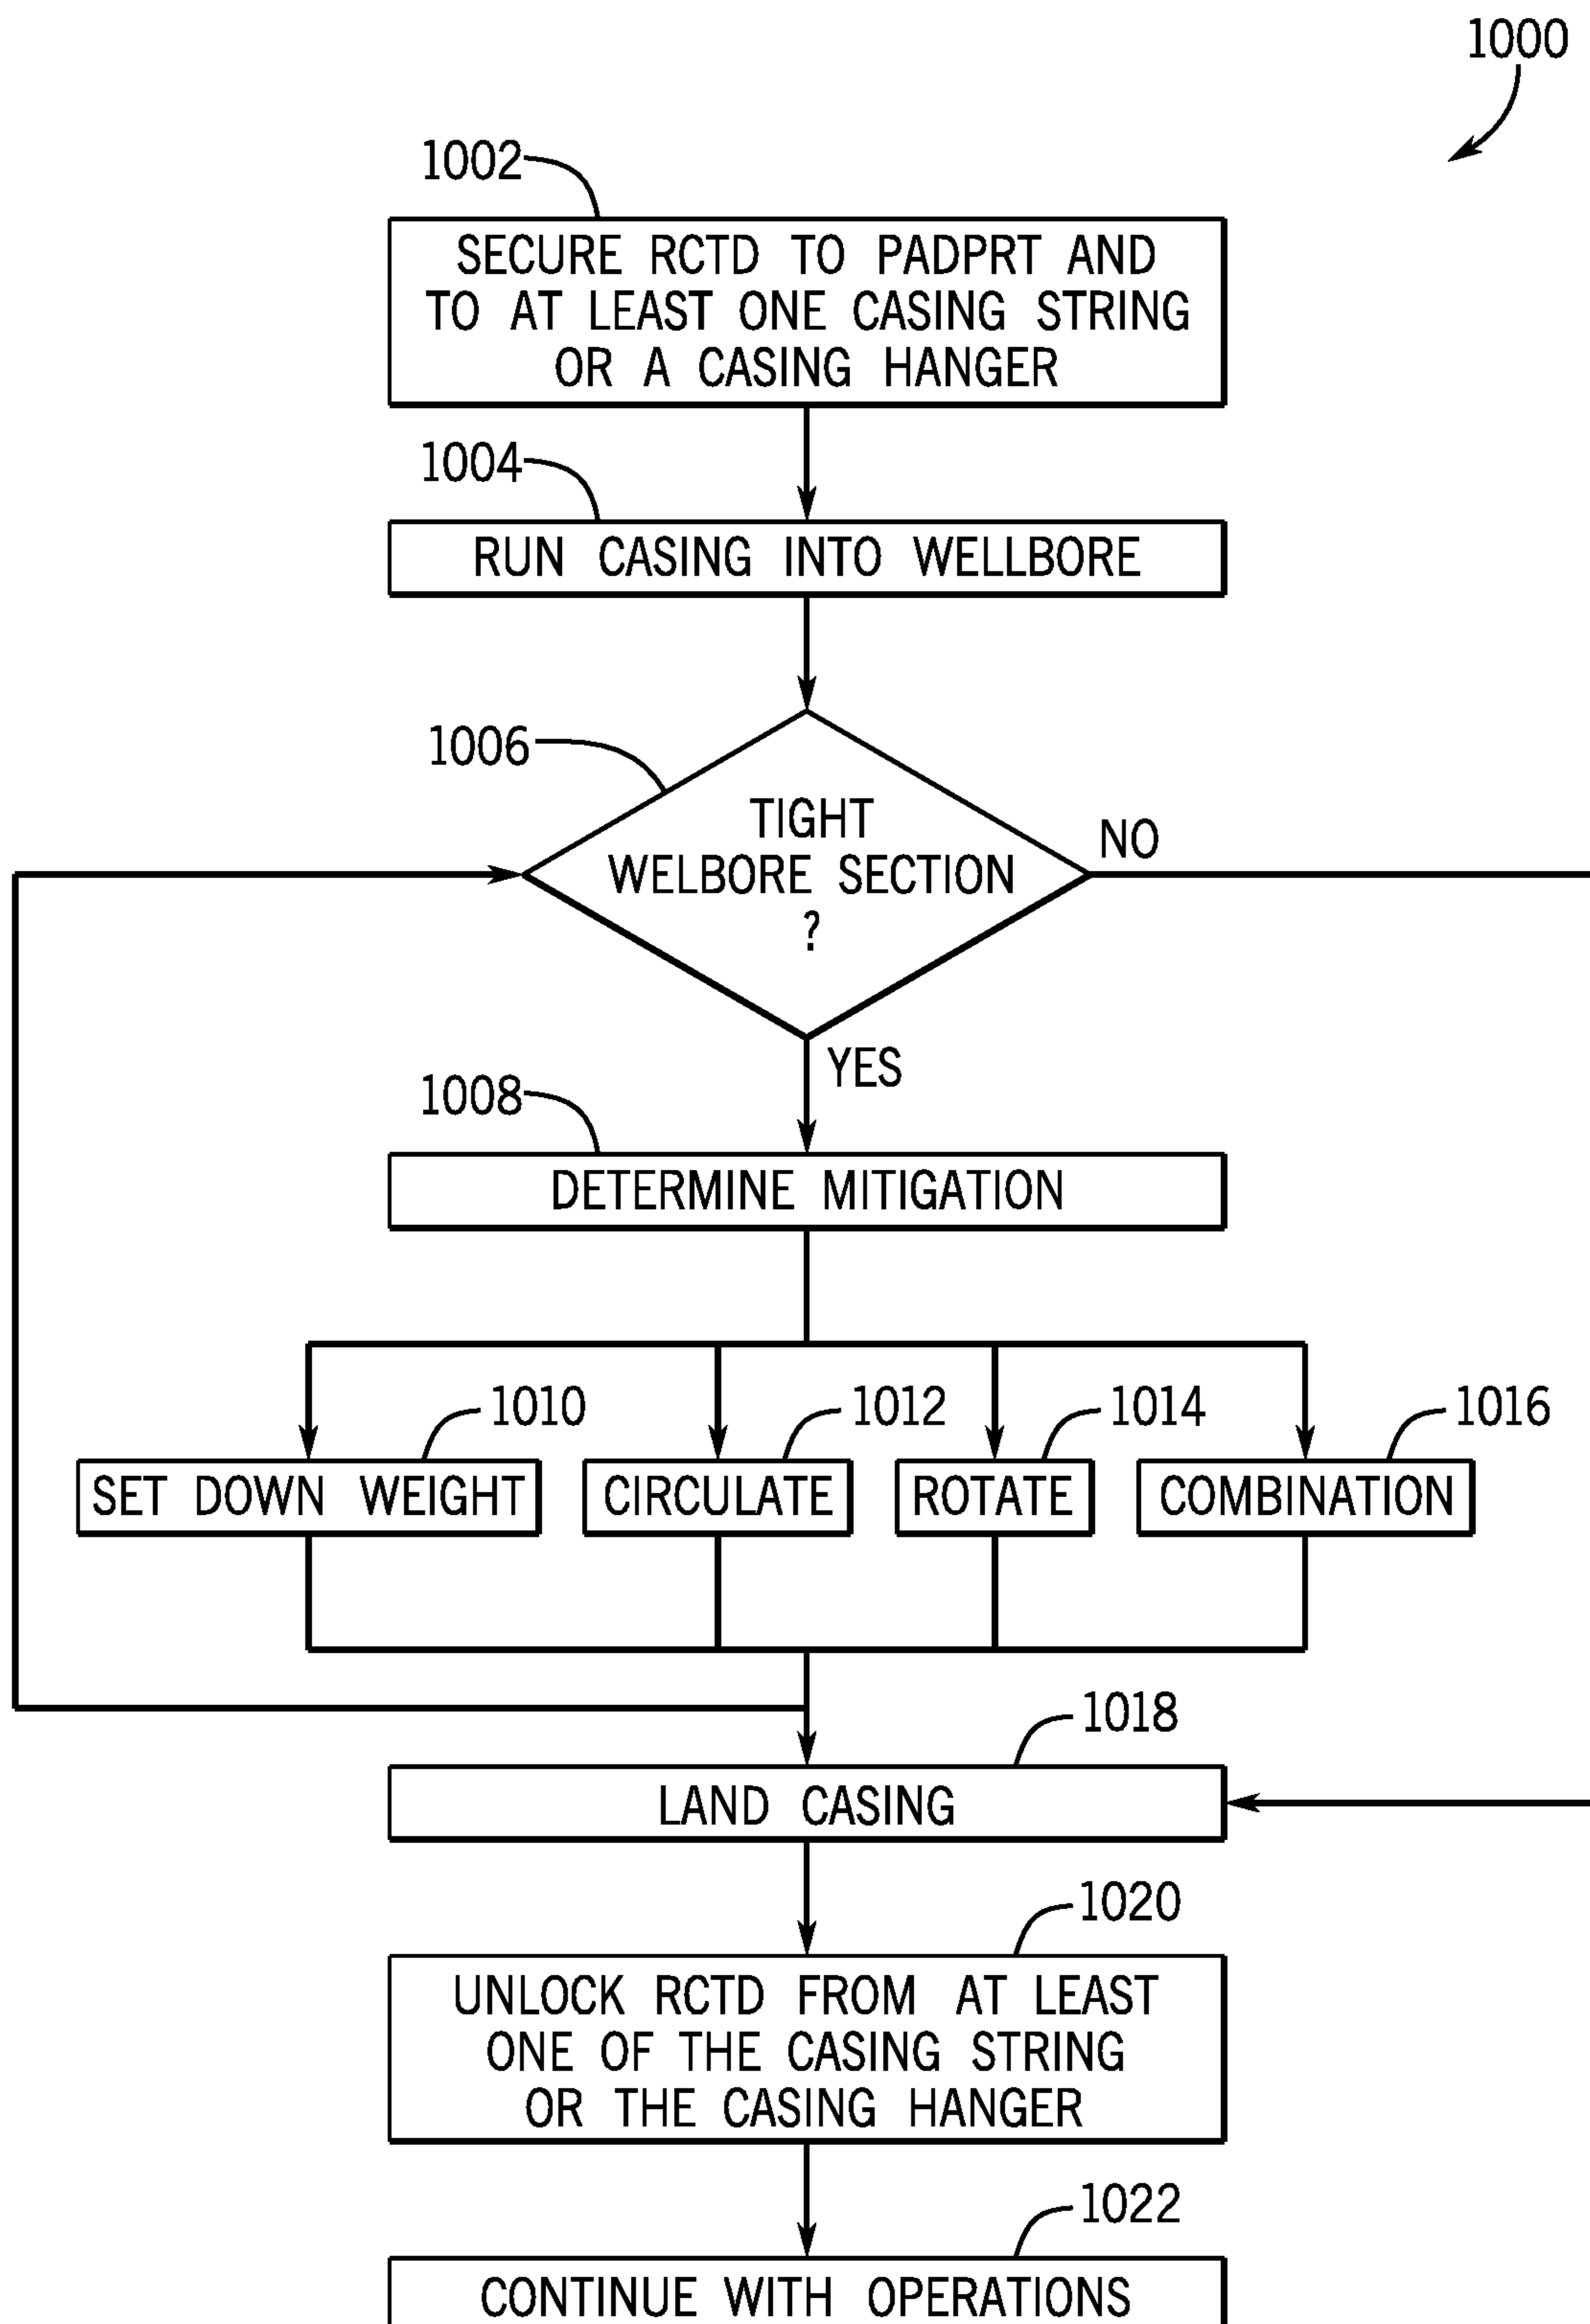 1000
1002
SECURE RCTD TO PADPRT AND
TO AT LEAST ONE CASING STRING
OR A CASING HANGER
1004
RUN CASING INTO WELLBORE
1006
TIGHT
WELBORE SECTION
?
NO
YES
1008
DETERMINE MITIGATION
1010
1012
1014
1016
SET DOWN WEIGHT
CIRCULATE
ROTATE
COMBINATION
1018
LAND CASING
1020
UNLOCK RCTD FROM AT LEAST
ONE OF THE CASING STRING
OR THE CASING HANGER
1022
CONTINUE WITH OPERATIONS